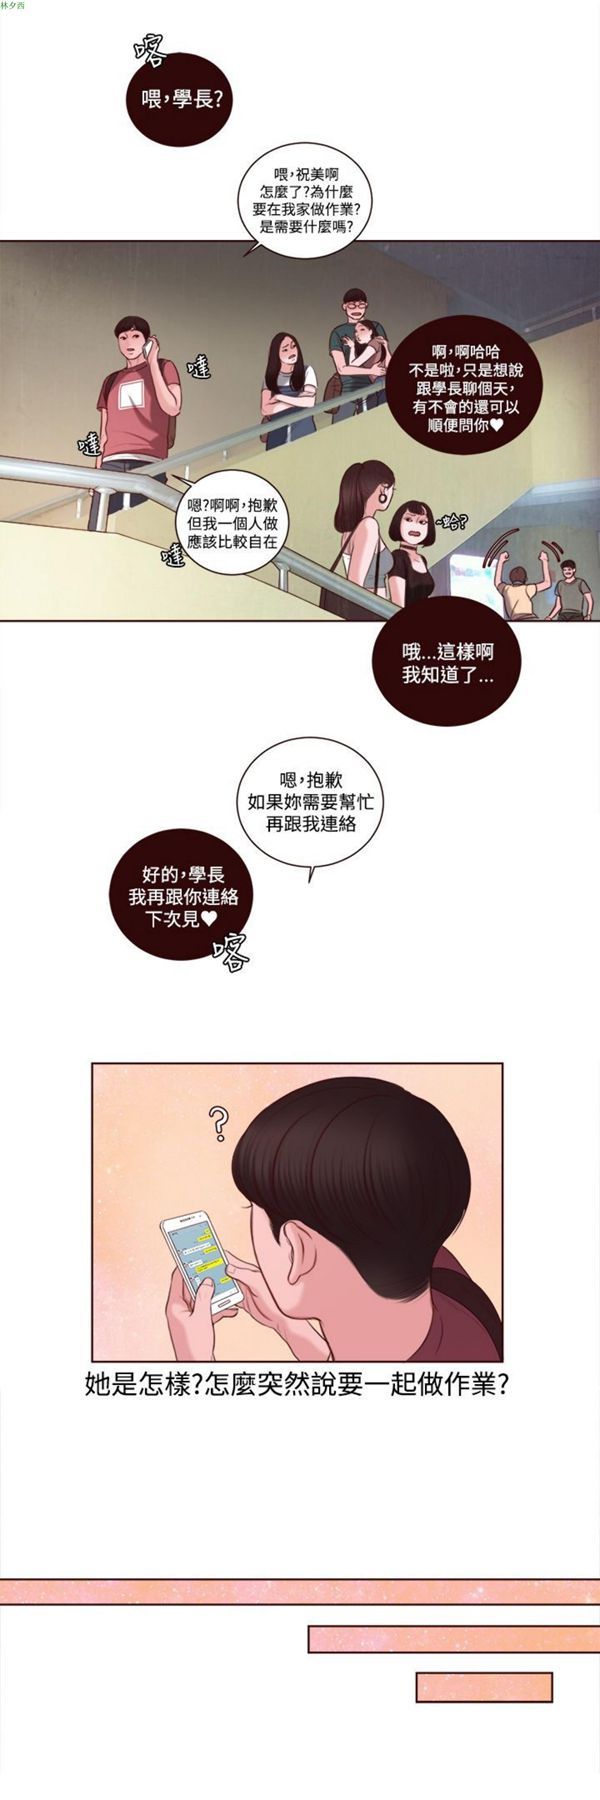 林夕西
喀
喂，學長?
喂，祝美啊
怎麼了?為什麼
要在我家做作業?
是需要什麼嗎?
啊，啊哈哈
不是啦，只是想說
跟學長聊個天，
有不會的還可以
順便問你♥
噠
噠
噠
嗯?啊啊，抱歉
但我一個人做
應該比較自在
~哈?
哦...這樣啊
我知道了...
嗯，抱歉
如果妳需要幫忙
再跟我連絡
好的，學長
我再跟你連絡
下次見♥
喀
?
她是怎樣?怎麼突然說要一起做作業?